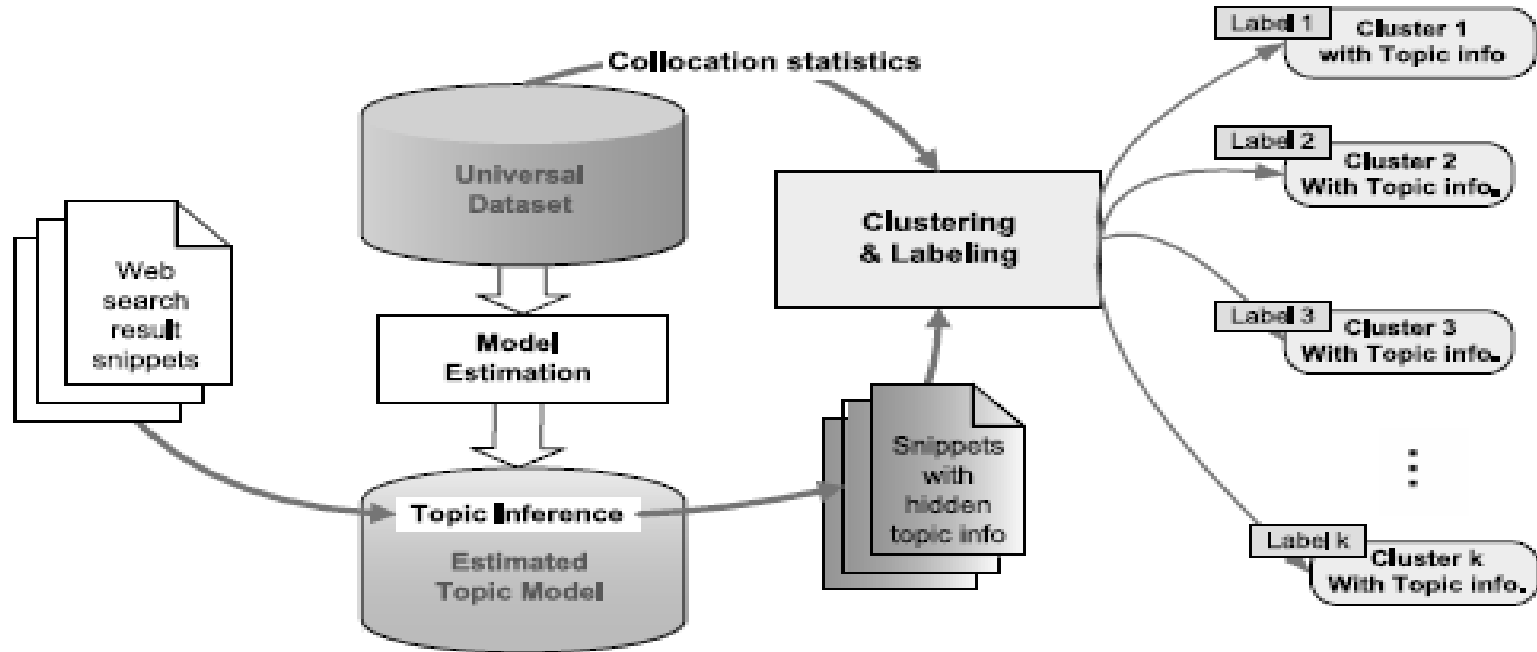 Collocation statistics
Universal
Dataset
Web
search
result
snippets
Model
Estimation
Topic Inference
Estimated
Topic Model
Snippets
with
hidden
topic info
Clustering
& Labeling
Label 1
Cluster 1
with Topic info
Label 2
Cluster 2
With Topic info.
Label 3
Cluster 3
With Topic info.
⋮
Label k
Cluster k
With Topic info.